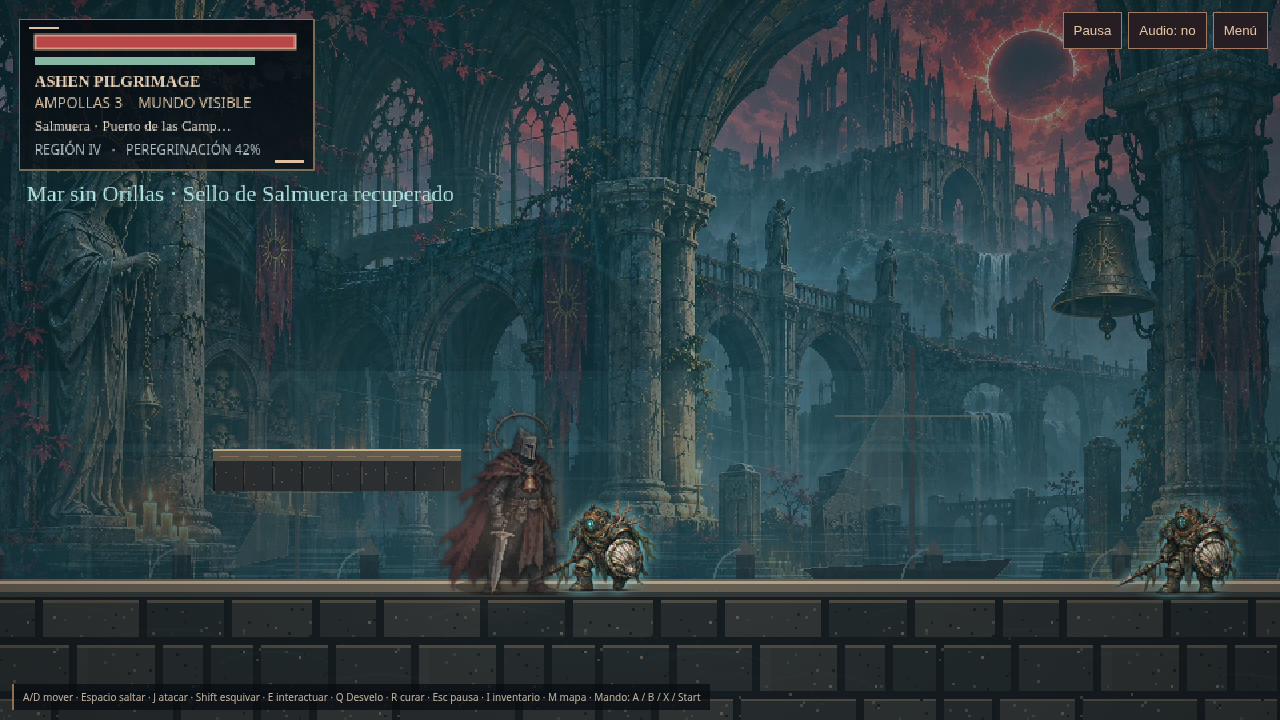 ASHEN PILGRIMAGE
AMPOLLAS 3 MUNDO VISIBLE
Salmuera · Puerto de las Camp…
REGIÓN IV · PEREGRINACIÓN 42%
Mar sin Orillas · Sello de Salmuera recuperado
Pausa
Audio: no
Menú
A/D mover · Espacio saltar · J atacar · Shift esquivar · E interactuar · Q Desvelo · R curar · Esc pausa · I inventario · M mapa · Mando: A / B / X / Start